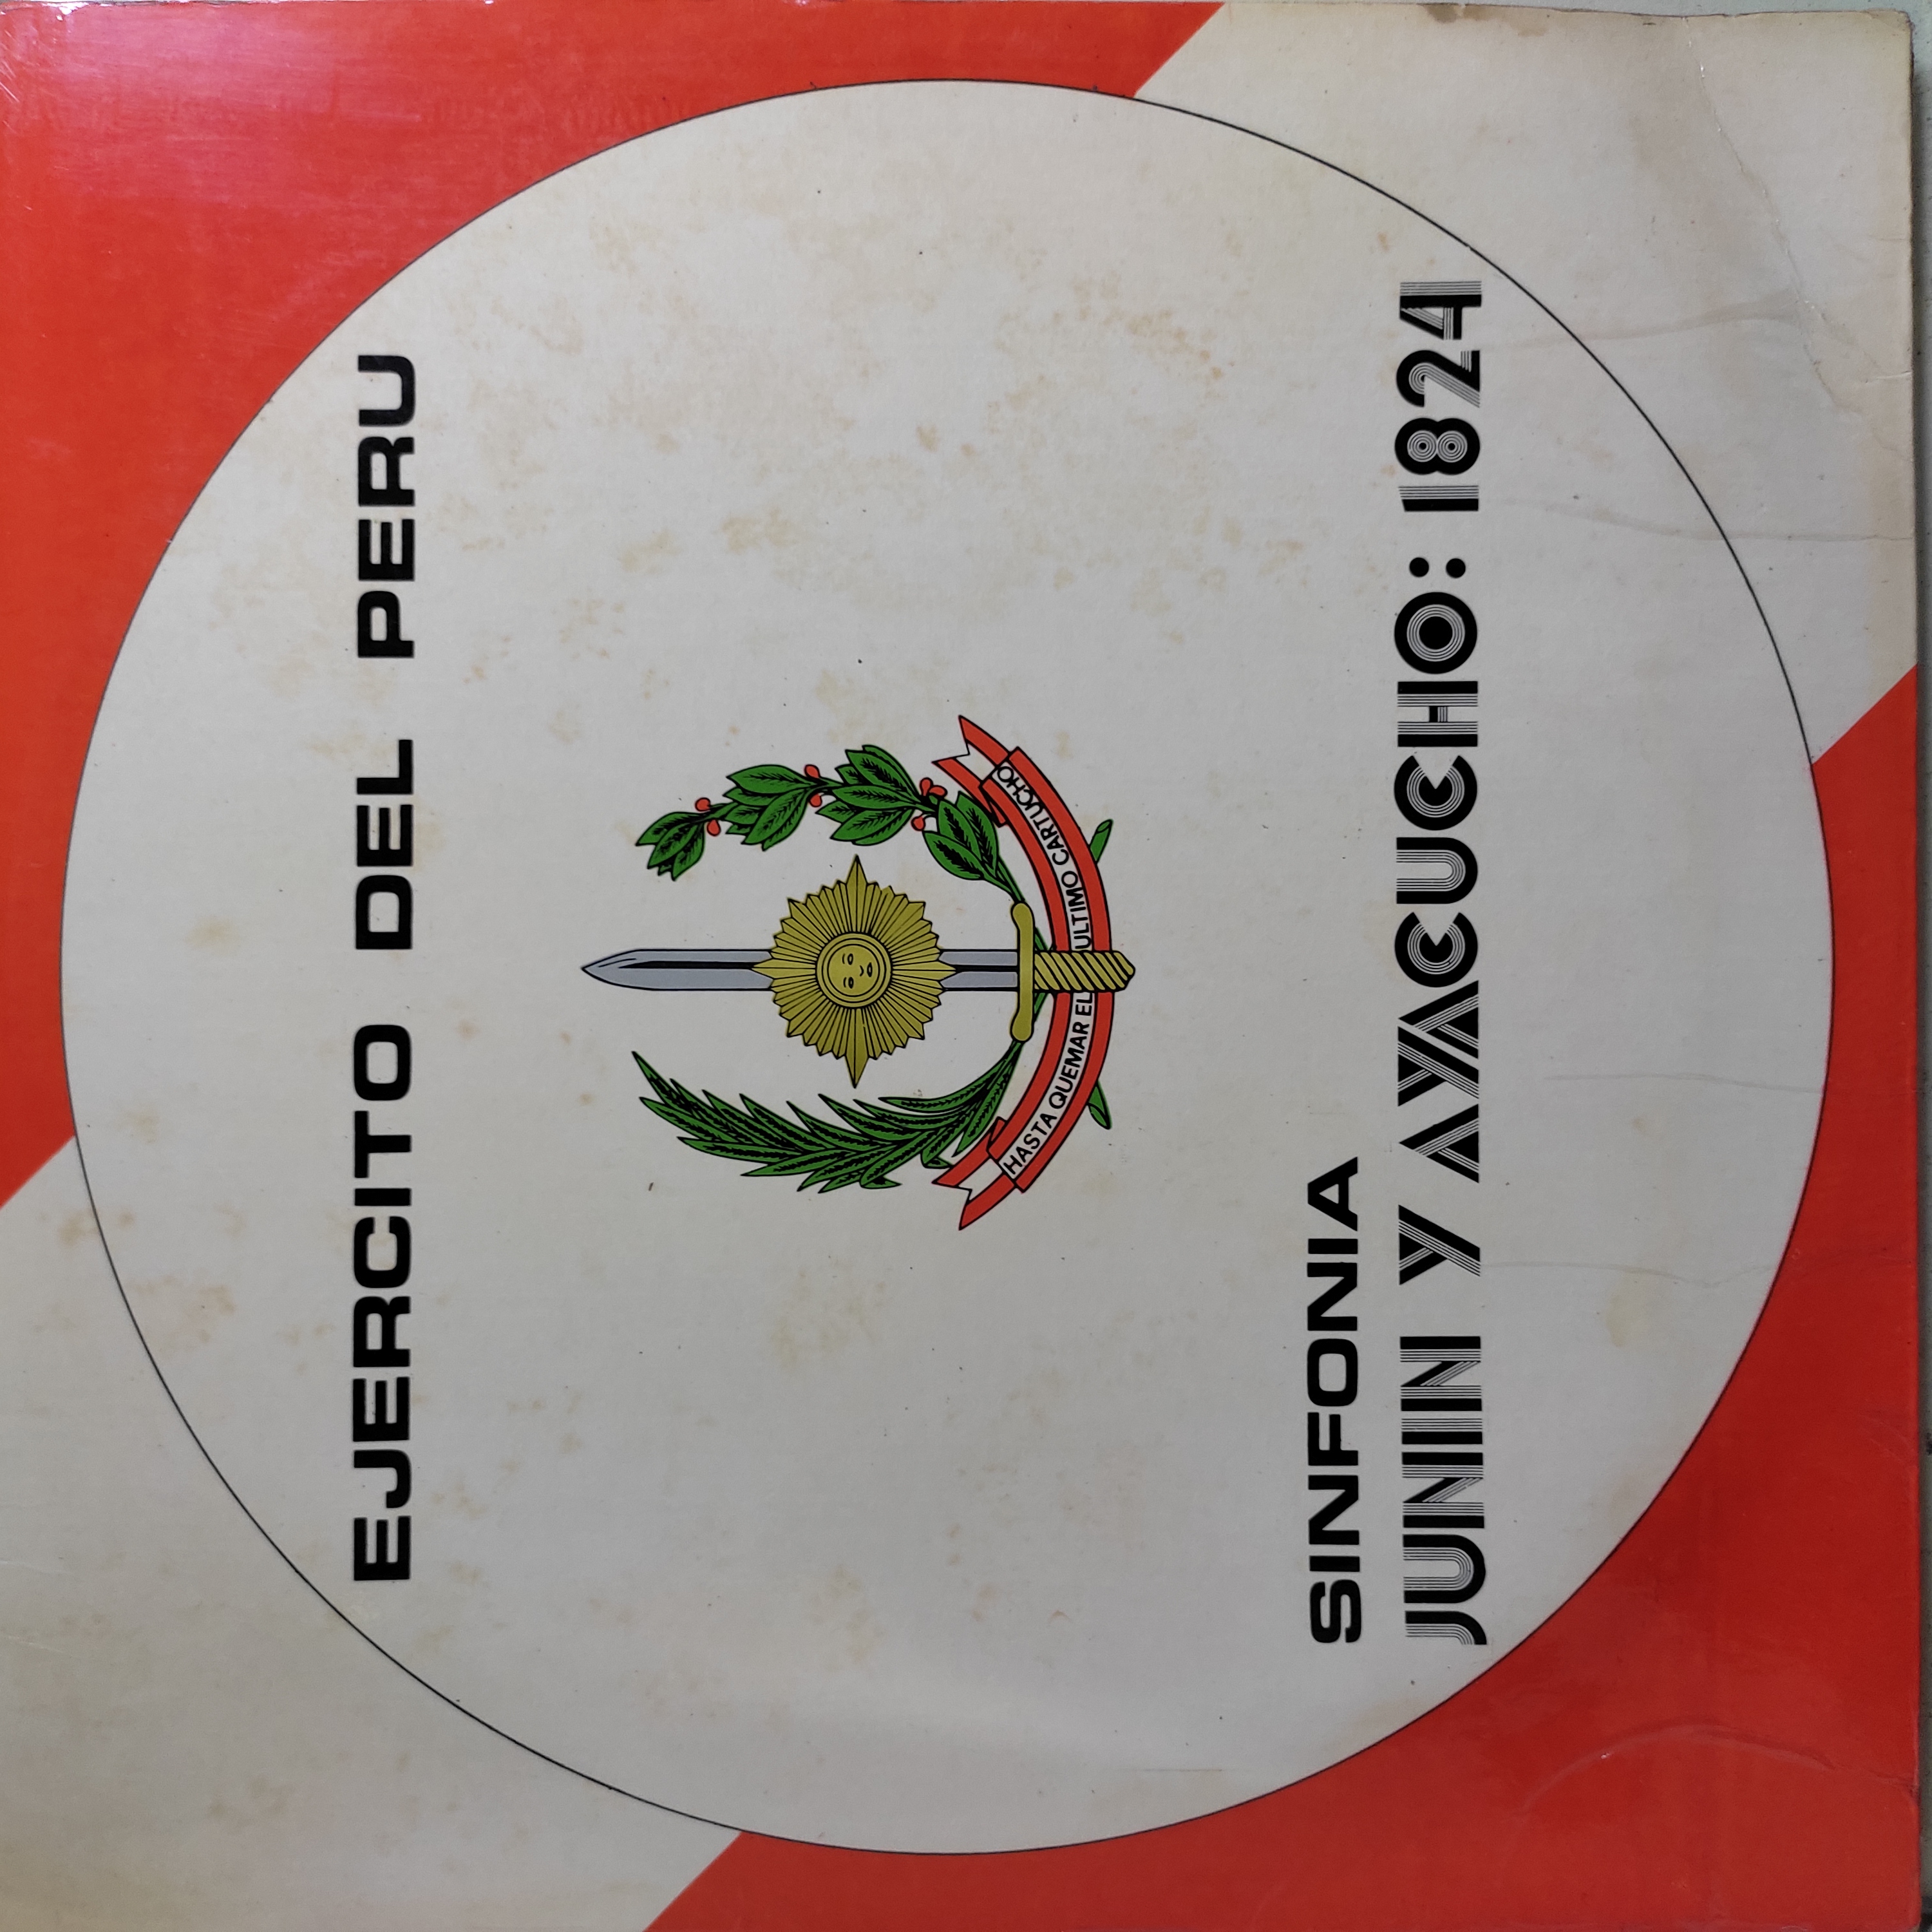 EJERCITO DEL PERU
HASTA QUEMAR EL ULTIMO CARTUCHO
SINFONIA
JUNIN Y AYACUCHO: 1824